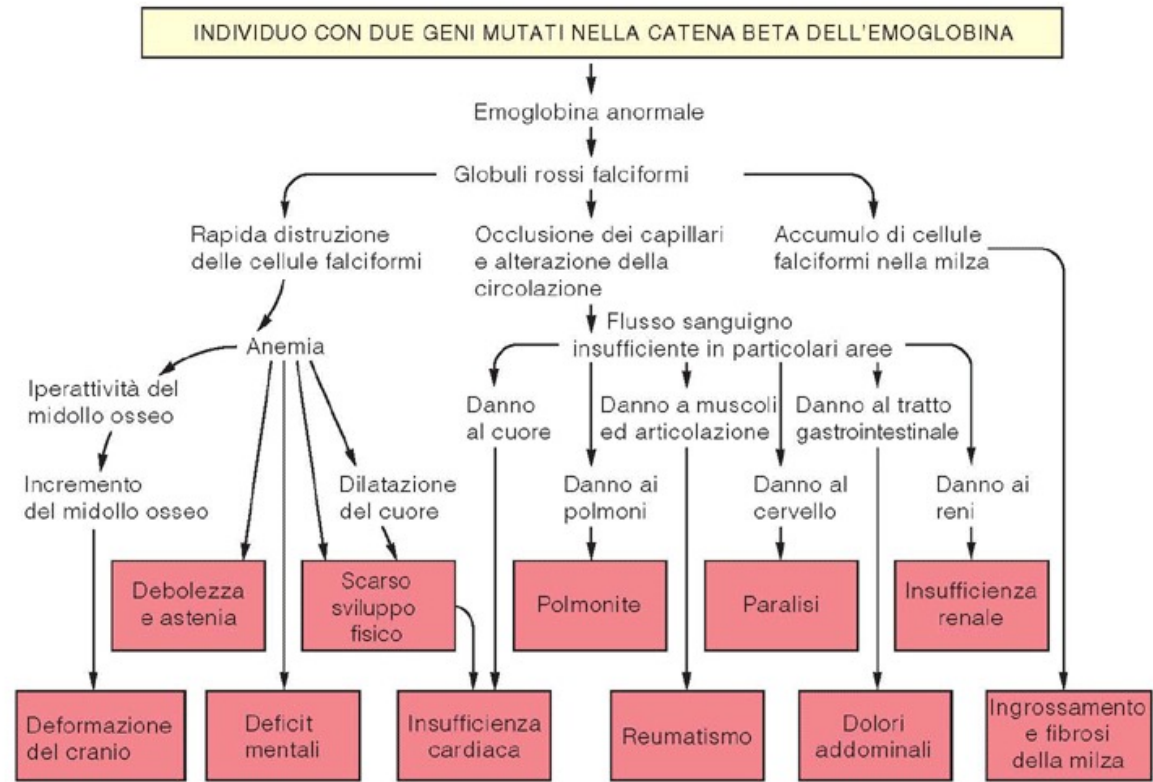 INDIVIDUO CON DUE GENI MUTATI NELLA CATENA BETA DELL'EMOGLOBINA
Emoglobina anormale
Globuli rossi falciformi
Rapida distruzione
delle cellule falciformi
Occlusione dei capillari
e alterazione della
circolazione
Accumulo di cellule
falciformi nella milza
Anemia
Flusso sanguigno
insufficiente in particolari aree
Iperattività del
midollo osseo
Danno
al cuore
Danno a muscoli
ed articolazione
Danno al tratto
gastrointestinale
Incremento
del midollo osseo
Dilatazione
del cuore
Danno ai
polmoni
Danno al
cervello
Danno ai
reni
Debolezza
e astenia
Scarso
sviluppo
fisico
Polmonite
Paralisi
Insufficienza
renale
Deformazione
del cranio
Deficit
mentali
Insufficienza
cardiaca
Reumatismo
Dolori
addominali
Ingrossamento
e fibrosi
della milza